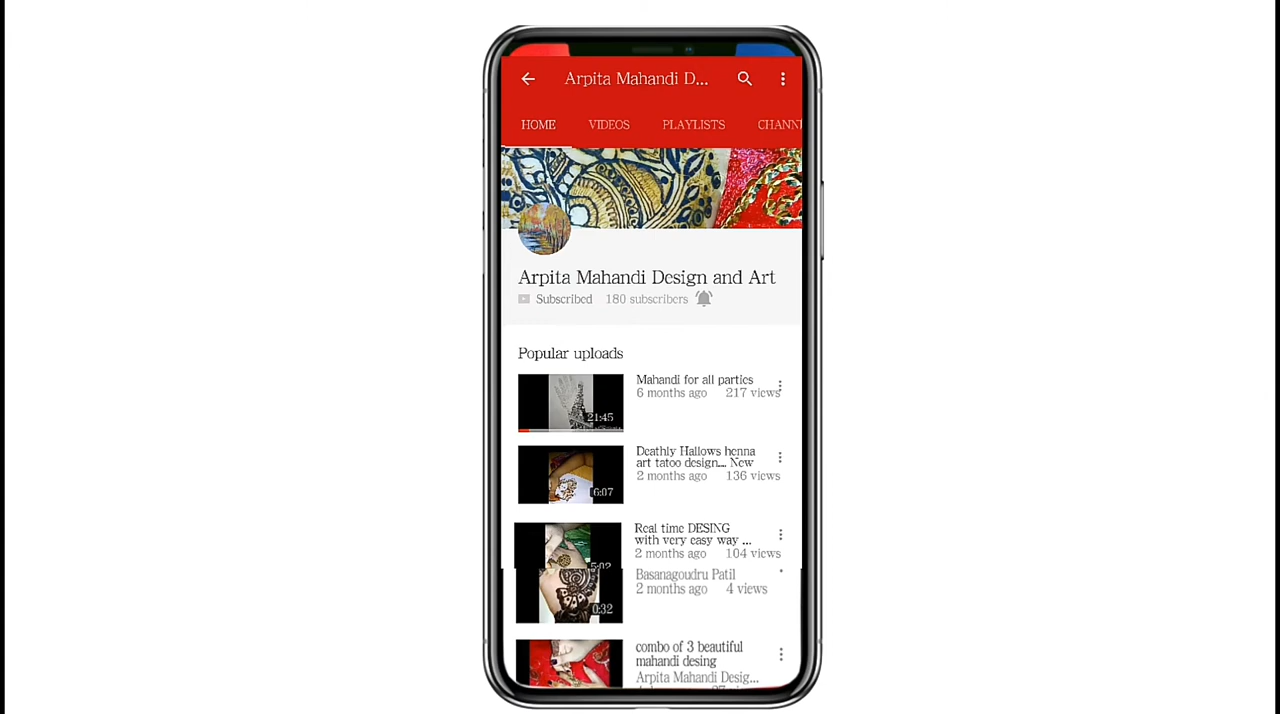 Arpita Mahandi D...
HOME VIDEOS PLAYLISTS CHANN
Arpita Mahandi Design and Art
Subscribed 180 subscribers
Popular uploads
Mahandi for all parties
6 months ago 217 views
21:45
Deathly Hallows henna
art tatoo design.... New
2 months ago 136 views
6:07
Real time DESING
with very easy way ...
2 months ago 104 views
5:02
Basanagoudru Patil
2 months ago 4 views
0:32
combo of 3 beautiful
mahandi desing
Arpita Mahandi Desig...